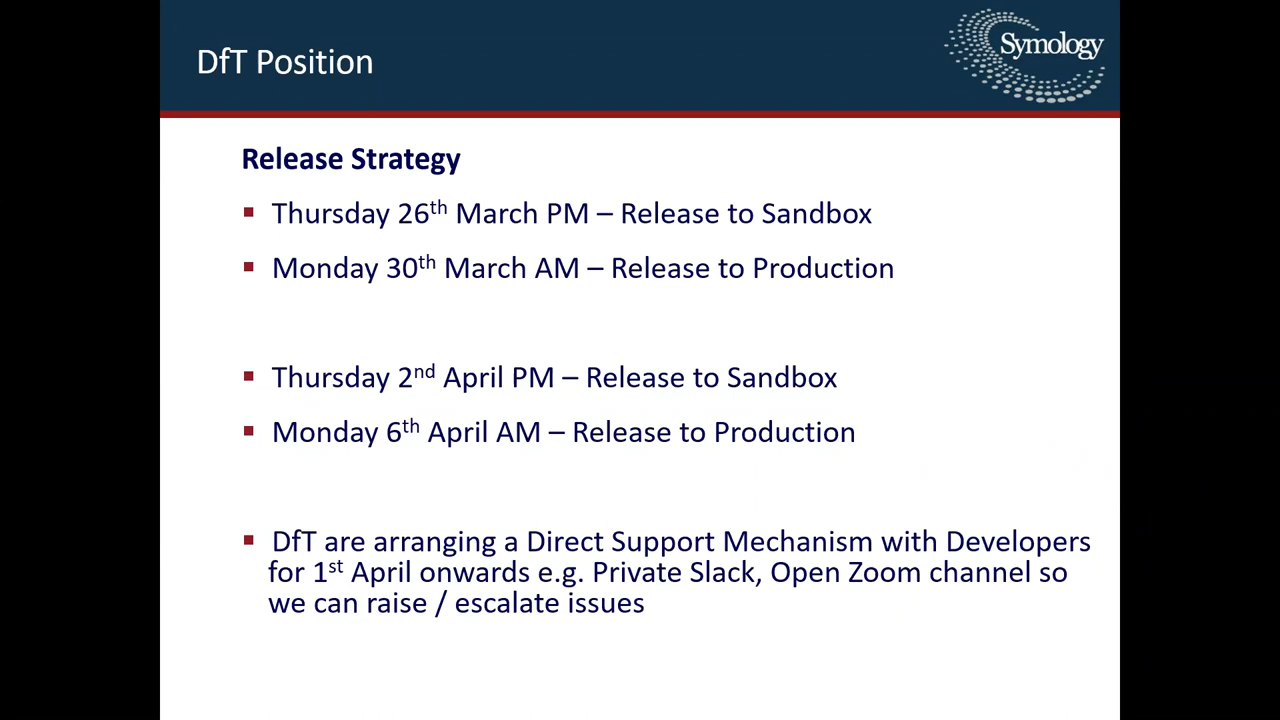 DfT Position
Symology
Release Strategy
▪ Thursday 26th March PM – Release to Sandbox
▪ Monday 30th March AM – Release to Production
▪ Thursday 2nd April PM – Release to Sandbox
▪ Monday 6th April AM – Release to Production
▪ DfT are arranging a Direct Support Mechanism with Developers
for 1st April onwards e.g. Private Slack, Open Zoom channel so
we can raise / escalate issues